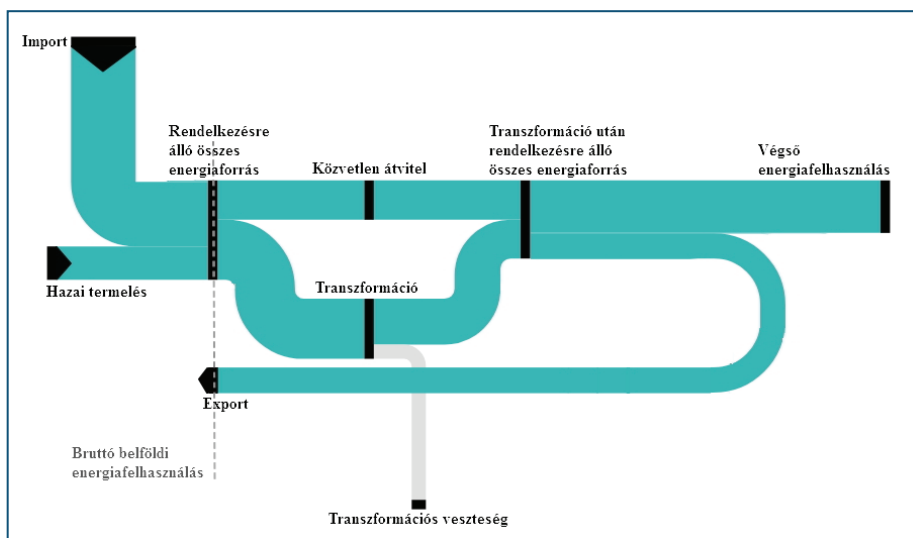 Import
Rendelkezésre
álló összes
energiaforrás
Közvetlen átvitel
Transzformáció után
rendelkezésre álló
összes energiaforrás
Végső
energiafelhasználás
Hazai termelés
Transzformáció
Export
Bruttó belföldi
energiafelhasználás
Transzformációs veszteség